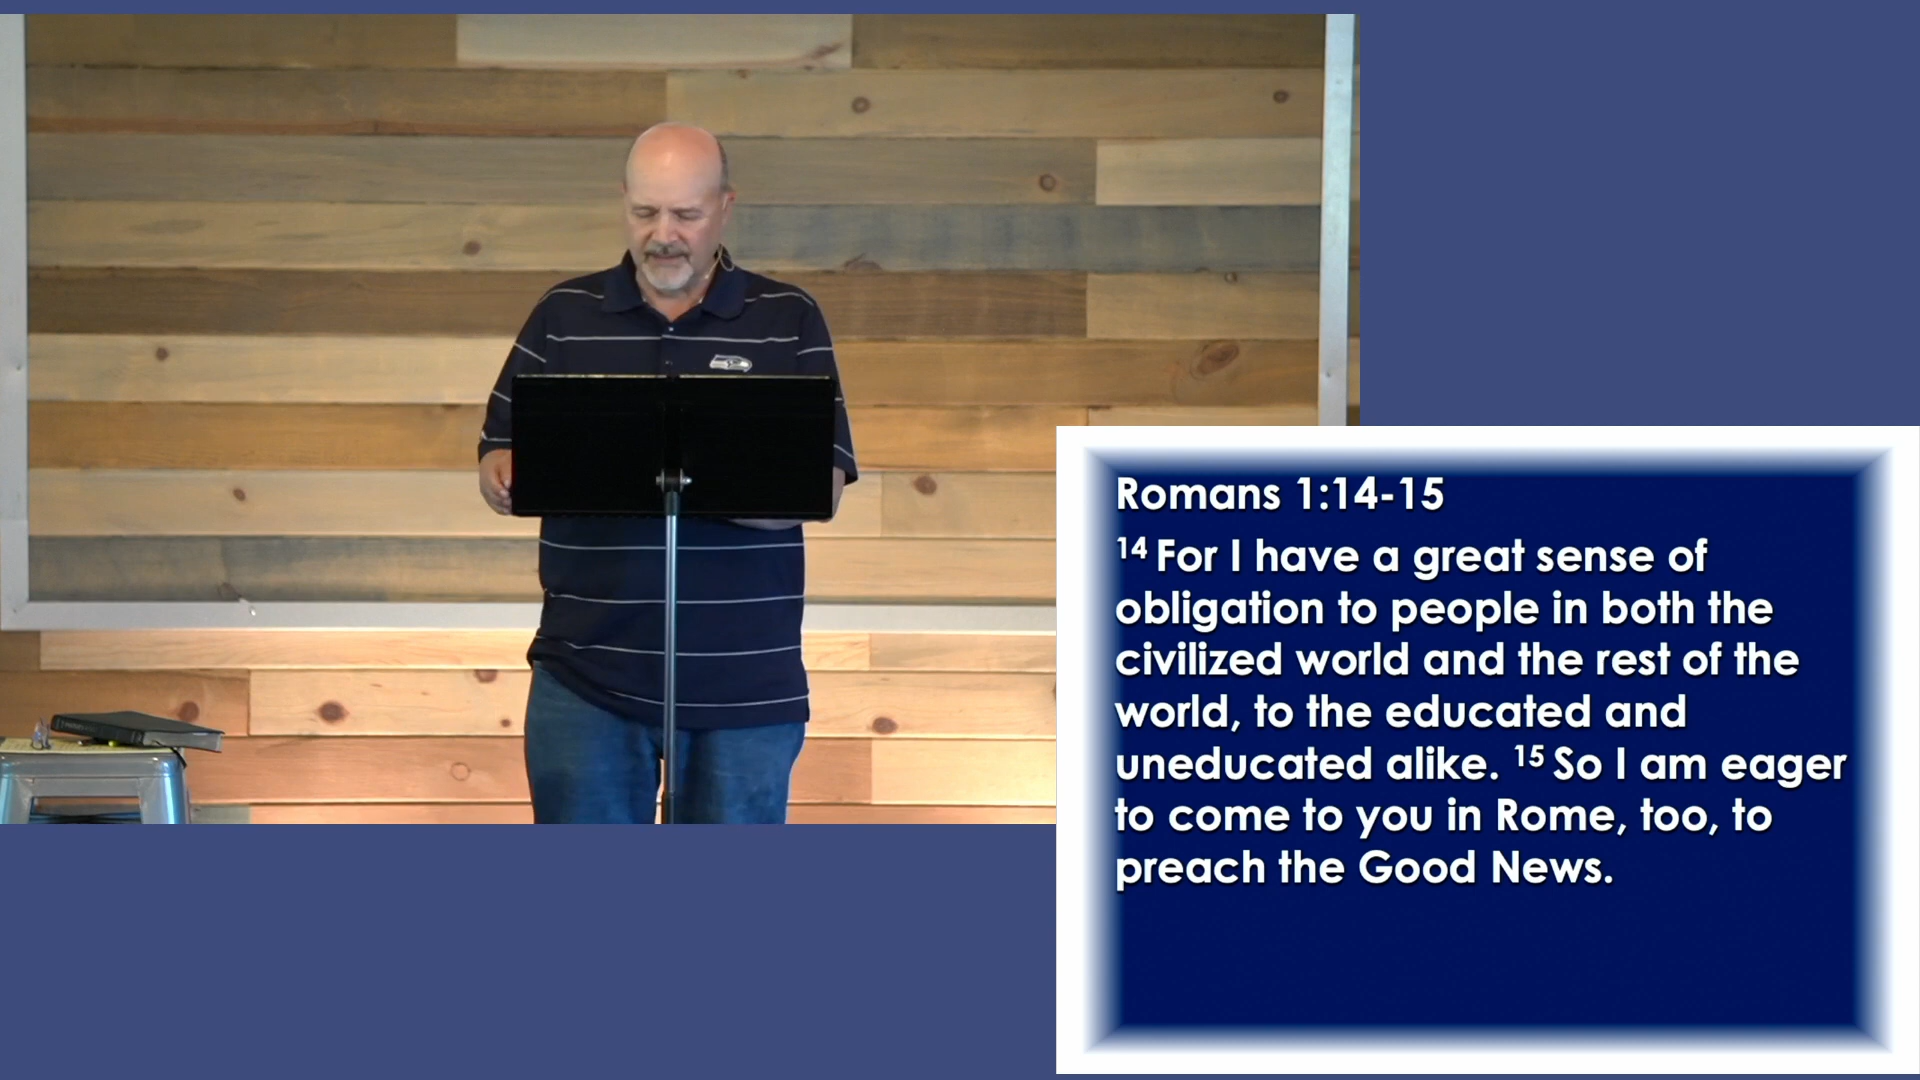 Romans 1:14-15
14 For I have a great sense of
obligation to people in both the
civilized world and the rest of the
world, to the educated and
uneducated alike. 15 So I am eager
to come to you in Rome, too, to
preach the Good News.